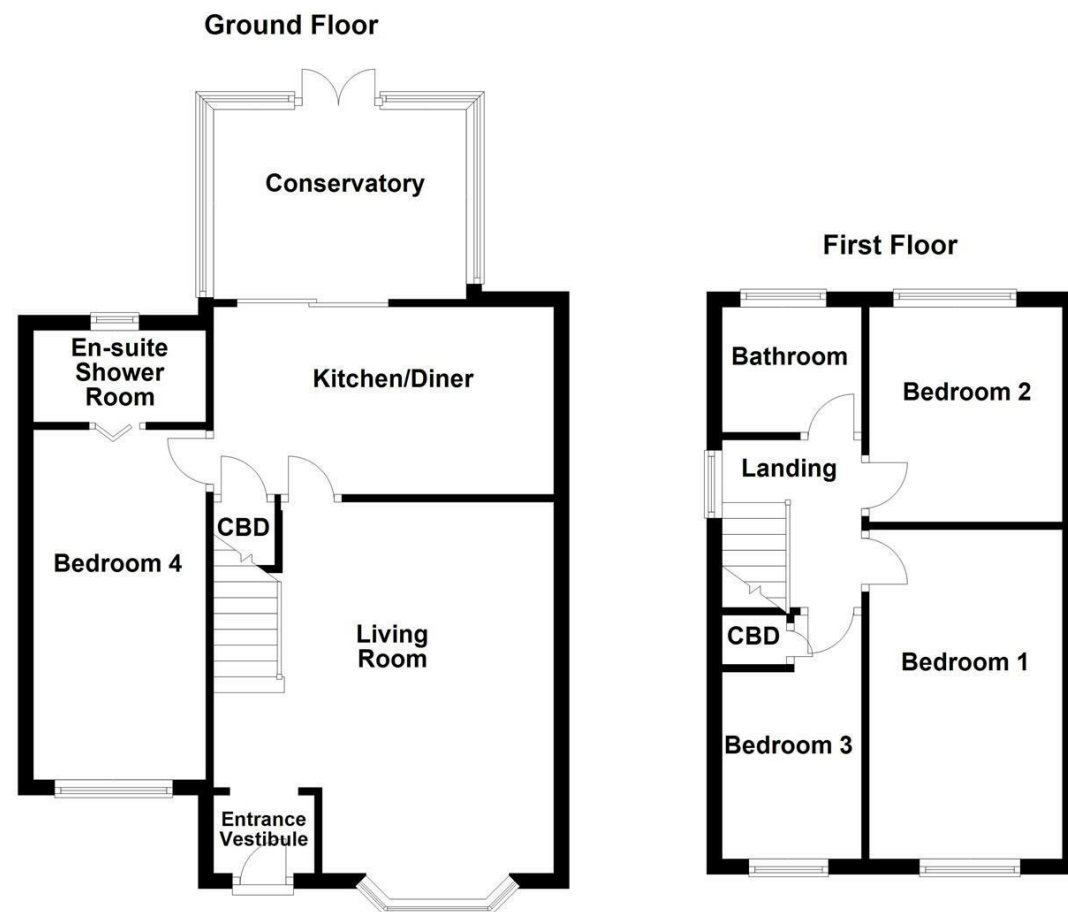 Ground Floor
Conservatory
En-suite
Shower
Room
Kitchen/Diner
CBD
Bedroom 4
Living
Room
Entrance
Vestibule
First Floor
Bathroom
Bedroom 2
Landing
CBD
Bedroom 1
Bedroom 3